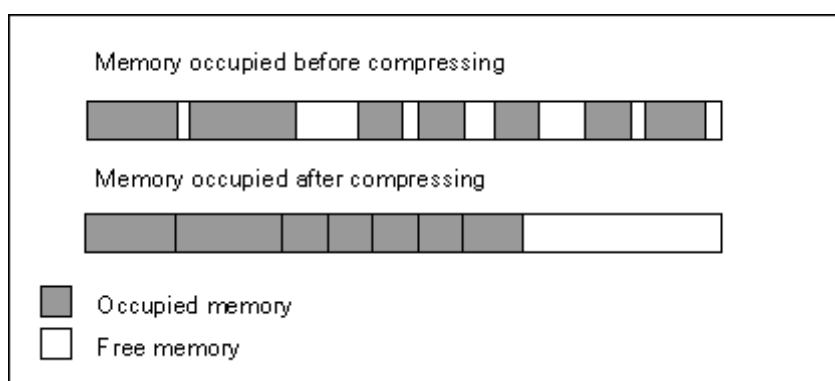 Memory occupied before compressing
Memory occupied after compressing
Occupied memory
Free memory